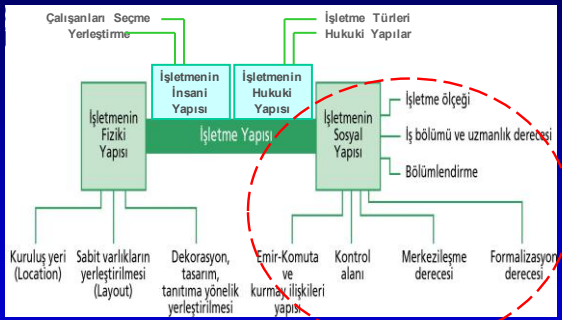 Çalışanları Seçme
Yerleştirme
İşletme Türleri
Hukuki Yapılar
İşletmenin
İnsani
Yapısı
İşletmenin
Hukuki
Yapısı
İşletmenin
Fiziki
Yapısı
İşletme Yapısı
İşletmenin
Sosyal
Yapısı
İşletme ölçeği
İş bölümü ve uzmanlık derecesi
Bölümlendirme
Kuruluş yeri
(Location)
Sabit varlıkların
yerleştirilmesi
(Layout)
Dekorasyon,
tasarım,
tanıtıma yönelik
yerleştirilmesi
Emir-Komuta
ve
kurmay ilişkileri
yapısı
Kontrol
alanı
Merkezileşme
derecesi
Formalizasyon
derecesi